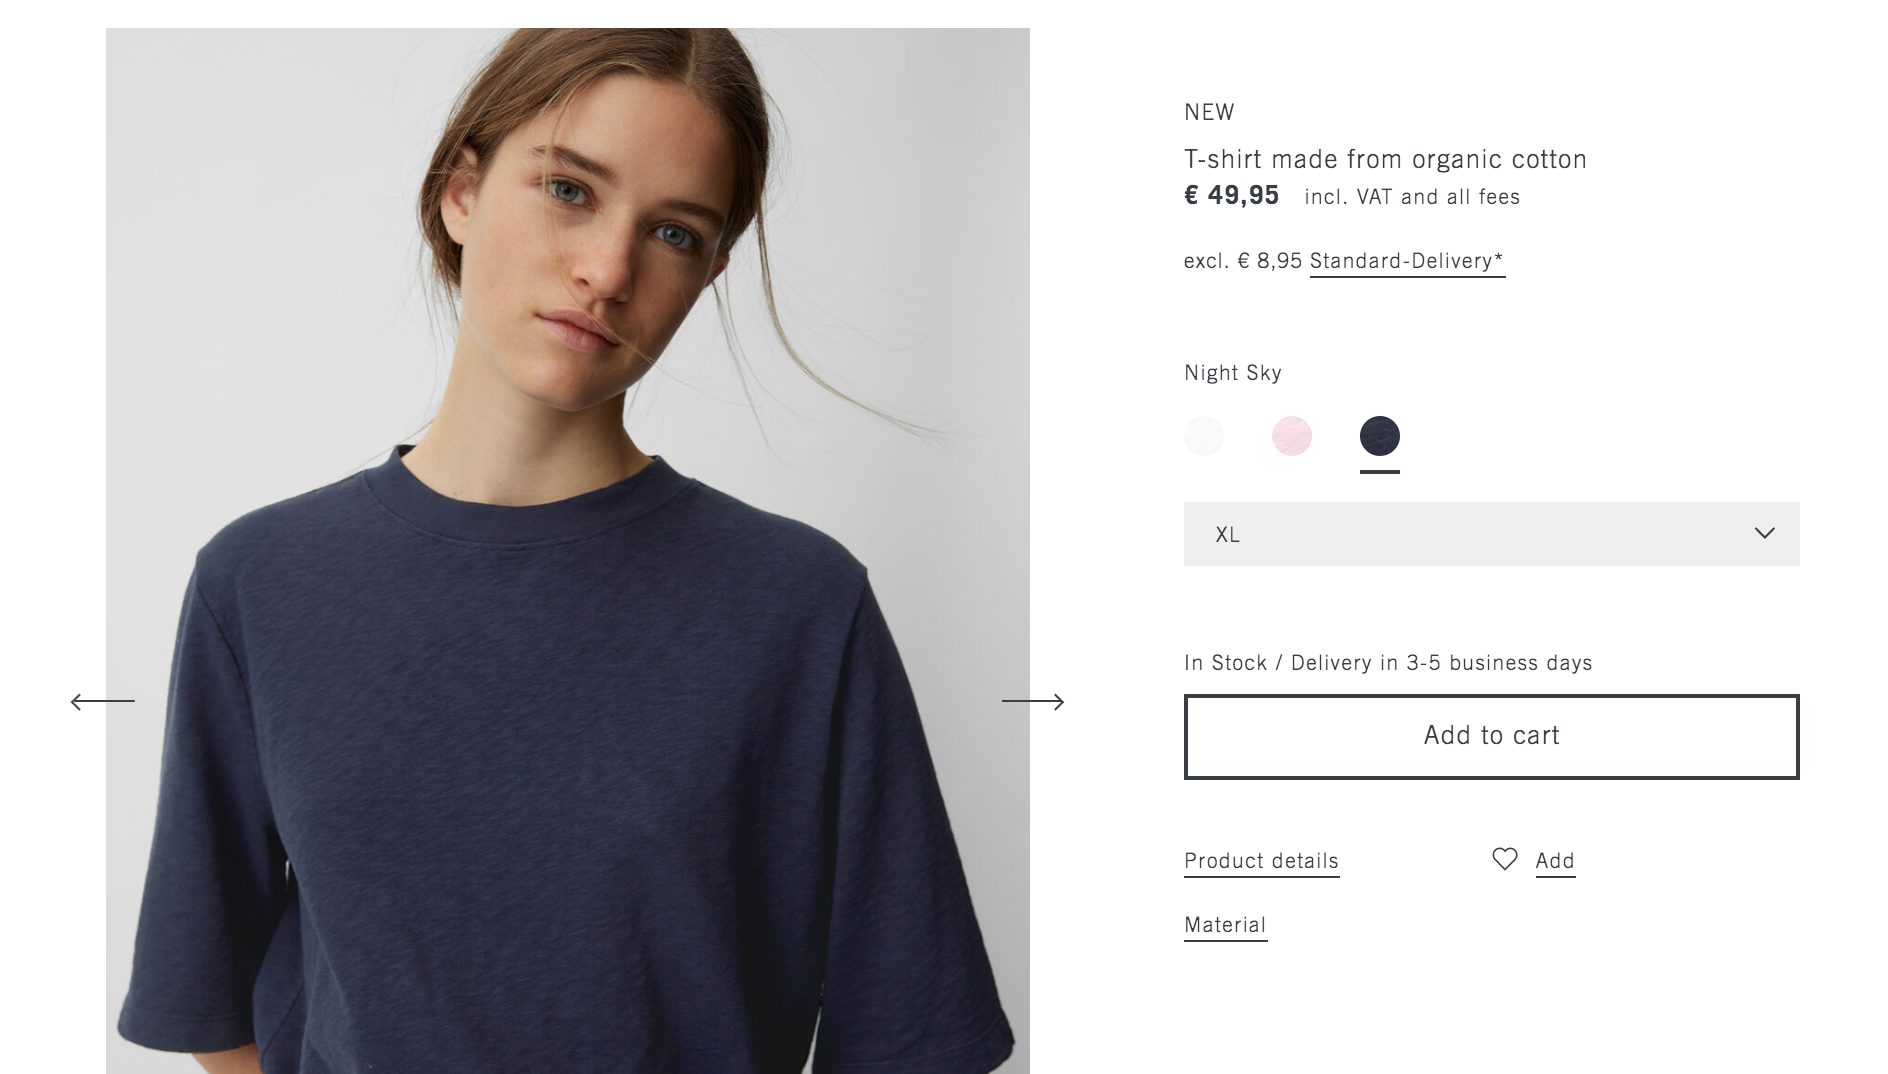 NEW
T-shirt made from organic cotton
€ 49,95 incl. VAT and all fees
excl. € 8,95 Standard-Delivery*
Night Sky
XL
In Stock / Delivery in 3-5 business days
Add to cart
Product details
Add
Material